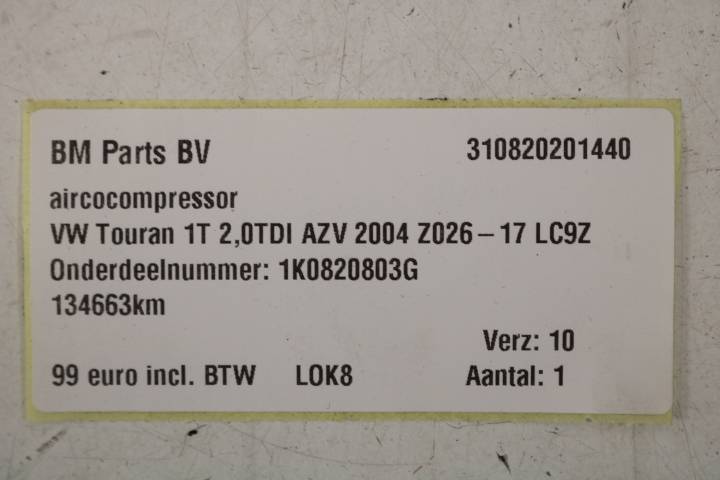 BM Parts BV 310820201440
aircocompressor
VW Touran 1T 2,0TDI AZV 2004 Z026-17 LC9Z
Onderdeelnummer: 1K0820803G
134663km
Verz: 10
99 euro incl. BTW LOK8 Aantal: 1